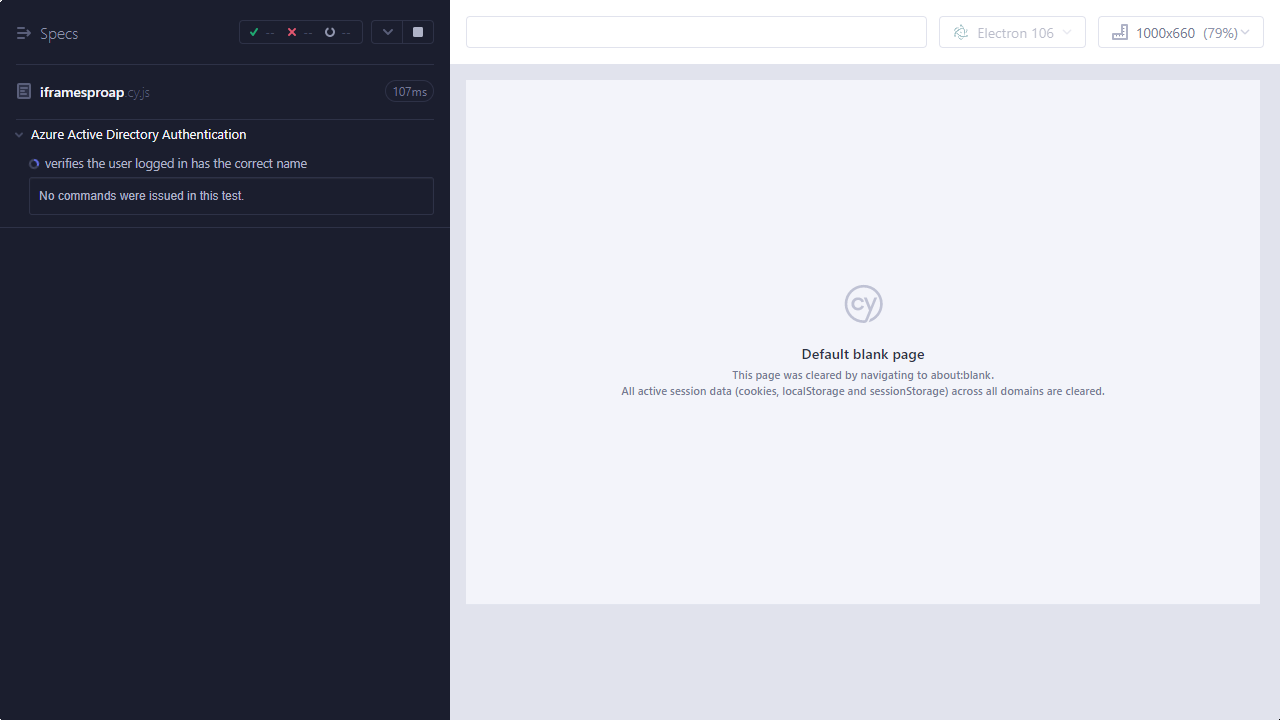 Specs
--
--
--
Electron 106
1000x660 (79%)
iframesproap.cy.js
107ms
Azure Active Directory Authentication
verifies the user logged in has the correct name
No commands were issued in this test.
cy
Default blank page
This page was cleared by navigating to about:blank.
All active session data (cookies, localStorage and sessionStorage) across all domains are cleared.